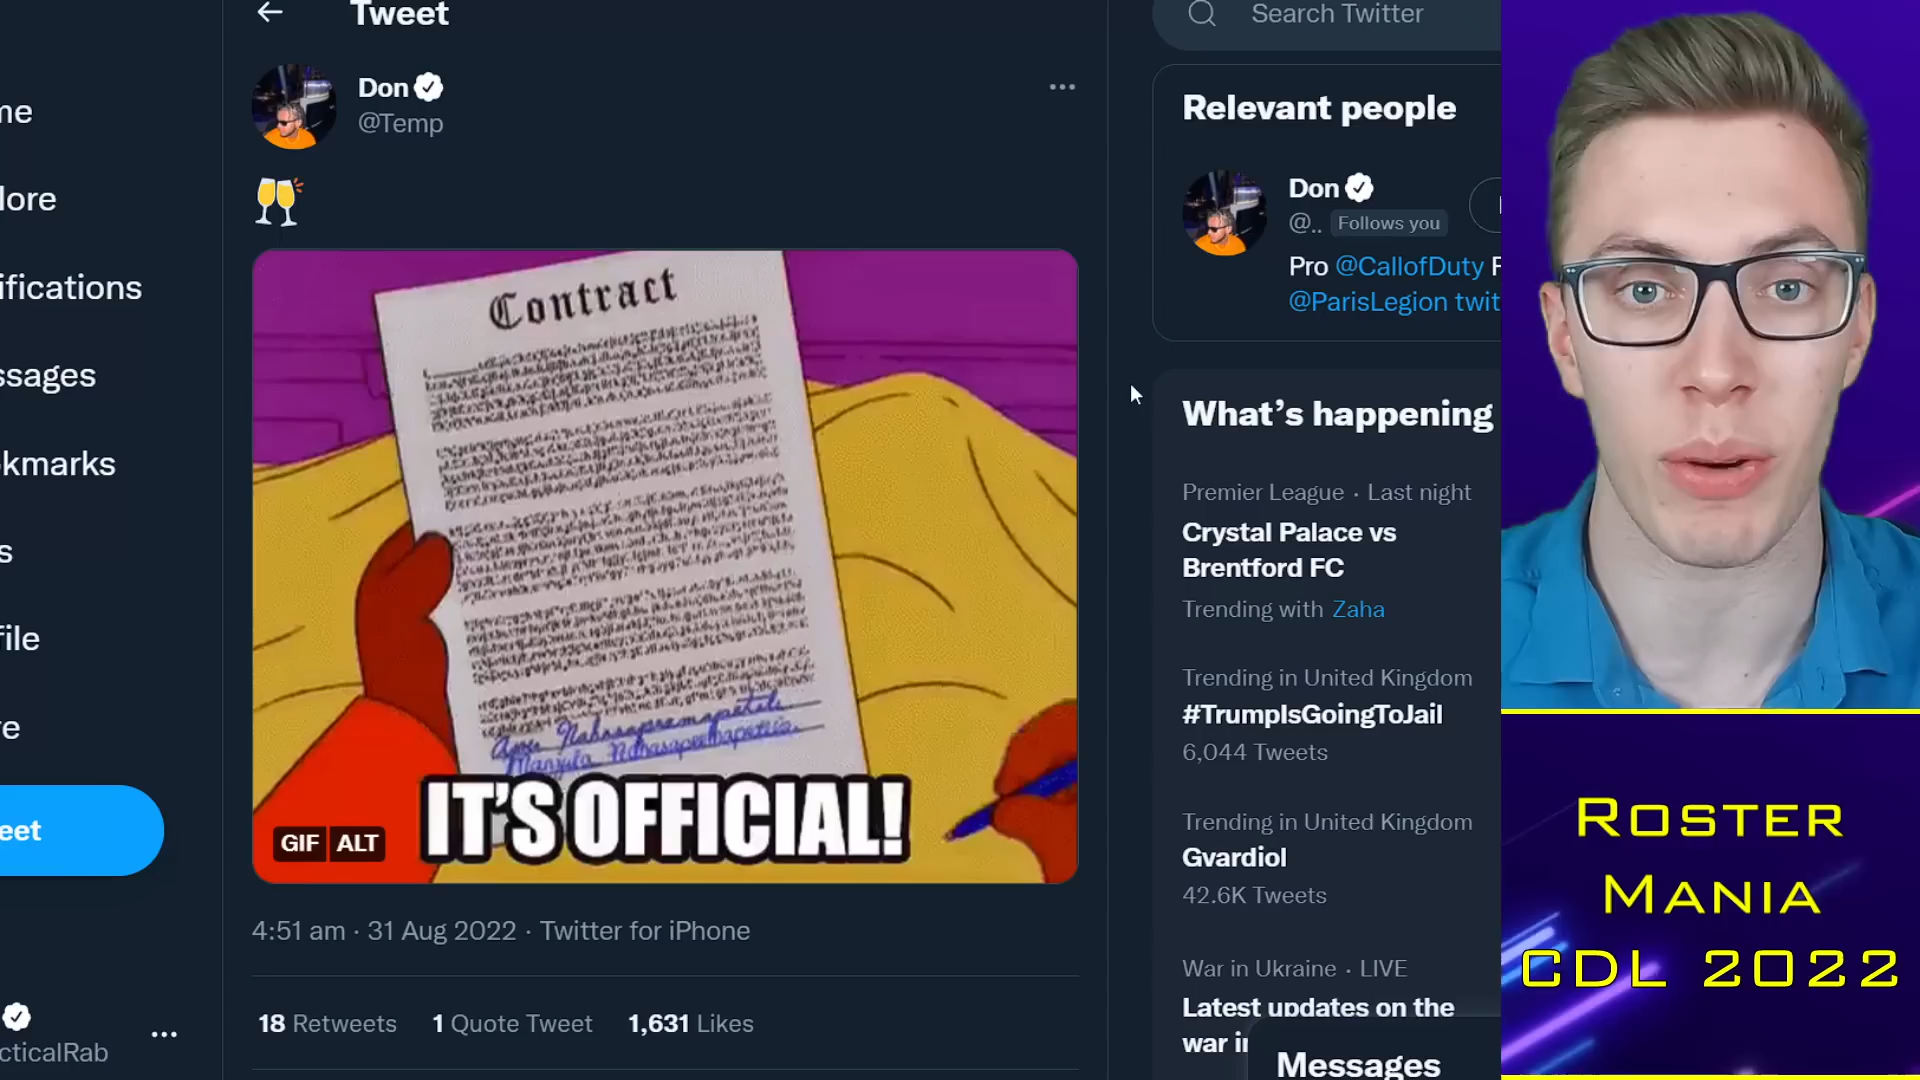 Tweet
Search Twitter
Don
@Temp
me
lore
ifications
ssages
kmarks
s
file
re
eet
cticalRab
Contract
IT'S OFFICIAL!
GIF ALT
4:51 am · 31 Aug 2022 · Twitter for iPhone
18 Retweets 1 Quote Tweet 1,631 Likes
Relevant people
Don
@.. Follows you
Pro @CallofDuty
@ParisLegion twit
What's happening
Premier League · Last night
Crystal Palace vs
Brentford FC
Trending with Zaha
Trending in United Kingdom
#TrumpIsGoingToJail
6,044 Tweets
Trending in United Kingdom
Gvardiol
42.6K Tweets
War in Ukraine · LIVE
Latest updates on the
war i
Messages
ROSTER
MANIA
CDL 2022